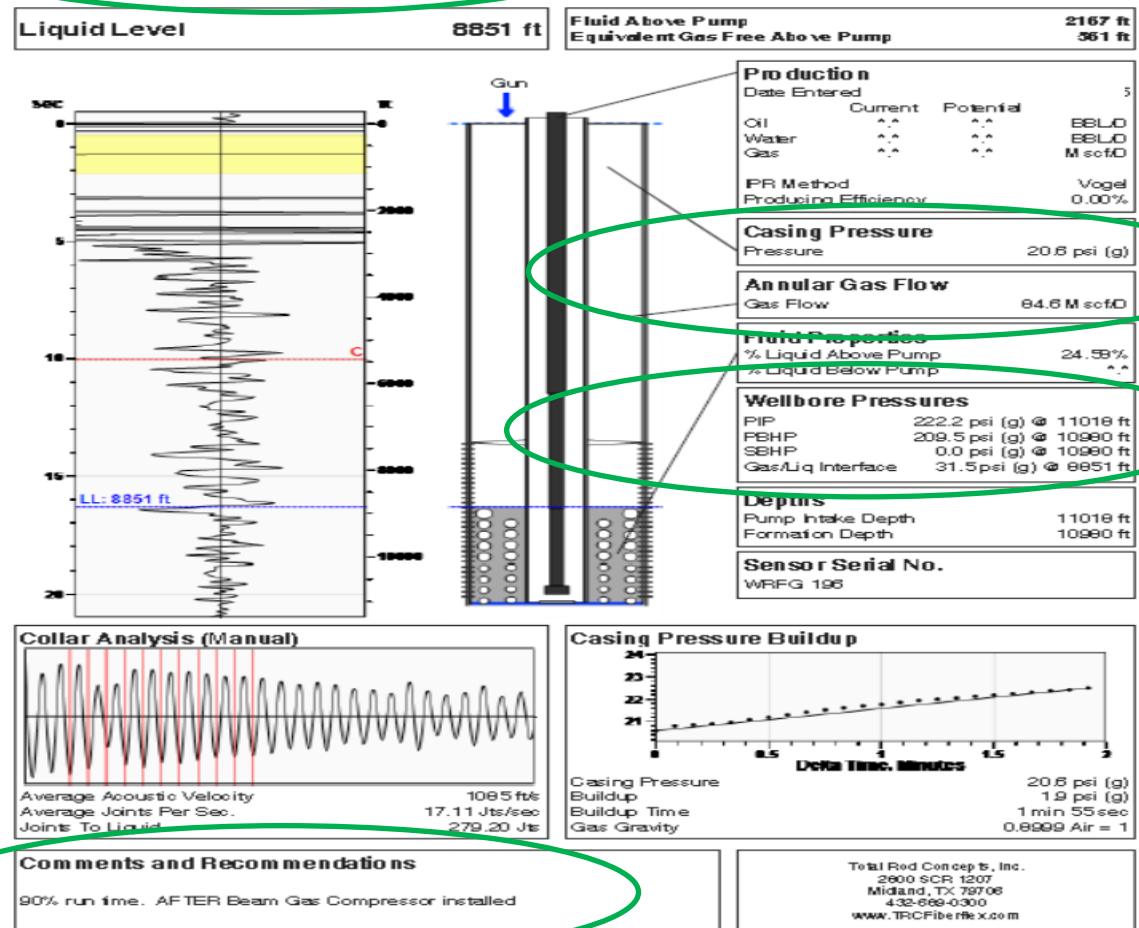 Liquid Level 8851 ft
Fluid Above Pump 2167 ft
Equivalent Gas Free Above Pump 561 ft
Gun
sec ft
0 0
2000
5
4000
10 C
6000
15 8000
LL: 8851 ft
10000
20
Production
Date Entered 5
Current Potential
Oil *.* *.* BBL/D
Water *.* *.* BBL/D
Gas *.* *.* Mscf/D
IPR Method Vogel
Producing Efficiency 0.00%
Casing Pressure
Pressure 20.6 psi (g)
Annular Gas Flow
Gas Flow 84.6 Mscf/D
Fluid Properties
% Liquid Above Pump 24.59%
% Liquid Below Pump *.*
Wellbore Pressures
PIP 222.2 psi (g) @ 11018 ft
PBHP 209.5 psi (g) @ 10980 ft
SBHP 0.0 psi (g) @ 10980 ft
Gas/Liq Interface 31.5 psi (g) @ 8851 ft
Depths
Pump Intake Depth 11018 ft
Formation Depth 10980 ft
Sensor Serial No.
WRFG 196
Collar Analysis (Manual)
Average Acoustic Velocity 1085 ft/s
Average Joints Per Sec. 17.11 Jts/sec
Joints To Liquid 279.20 Jts
Casing Pressure Buildup
24
23
22
21
0 0.5 1 1.5 2
Delta Time, Minutes
Casing Pressure 20.6 psi (g)
Buildup 1.9 psi (g)
Buildup Time 1 min 55 sec
Gas Gravity 0.8999 Air = 1
Comments and Recommendations
90% run time. AFTER Beam Gas Compressor installed
Total Rod Concepts, Inc.
2800 SCR 1207
Midland, TX 79706
432-689-0300
www.TRCFiberflex.com